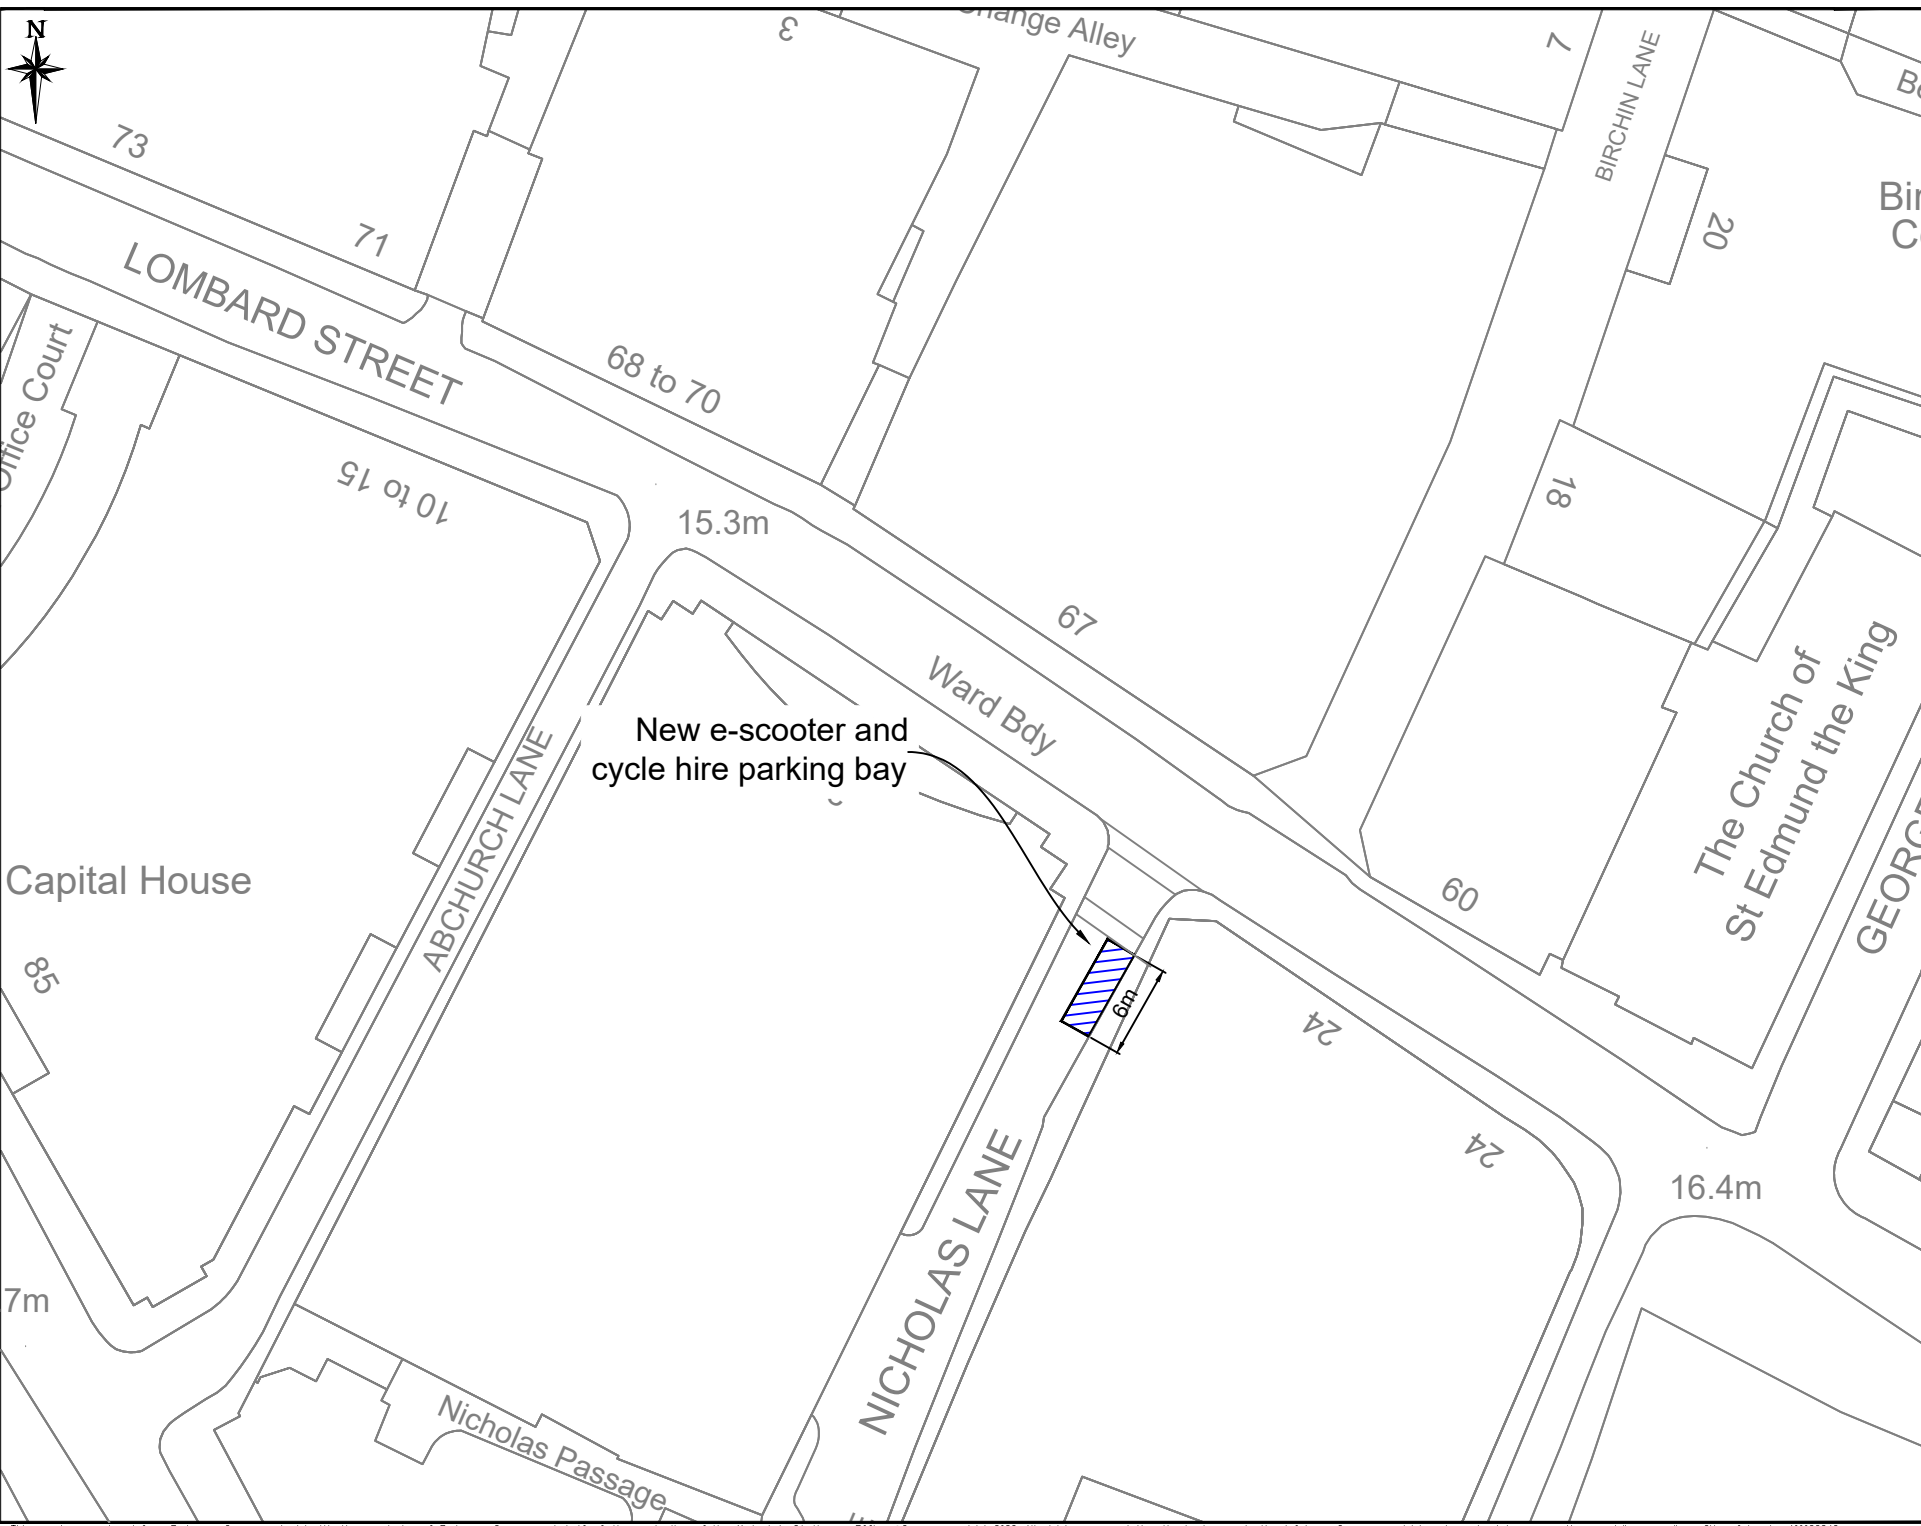 N
3
Change Alley
7
BIRCHIN LANE
73
71
20
LOMBARD STREET
Office Court
68 to 70
10 to 15
15.3m
18
67
Ward Bdy
The Church of
St Edmund the King
New e-scooter and
cycle hire parking bay
ABCHURCH LANE
Capital House
60
85
6m
24
24
16.4m
NICHOLAS LANE
7m
Nicholas Passage